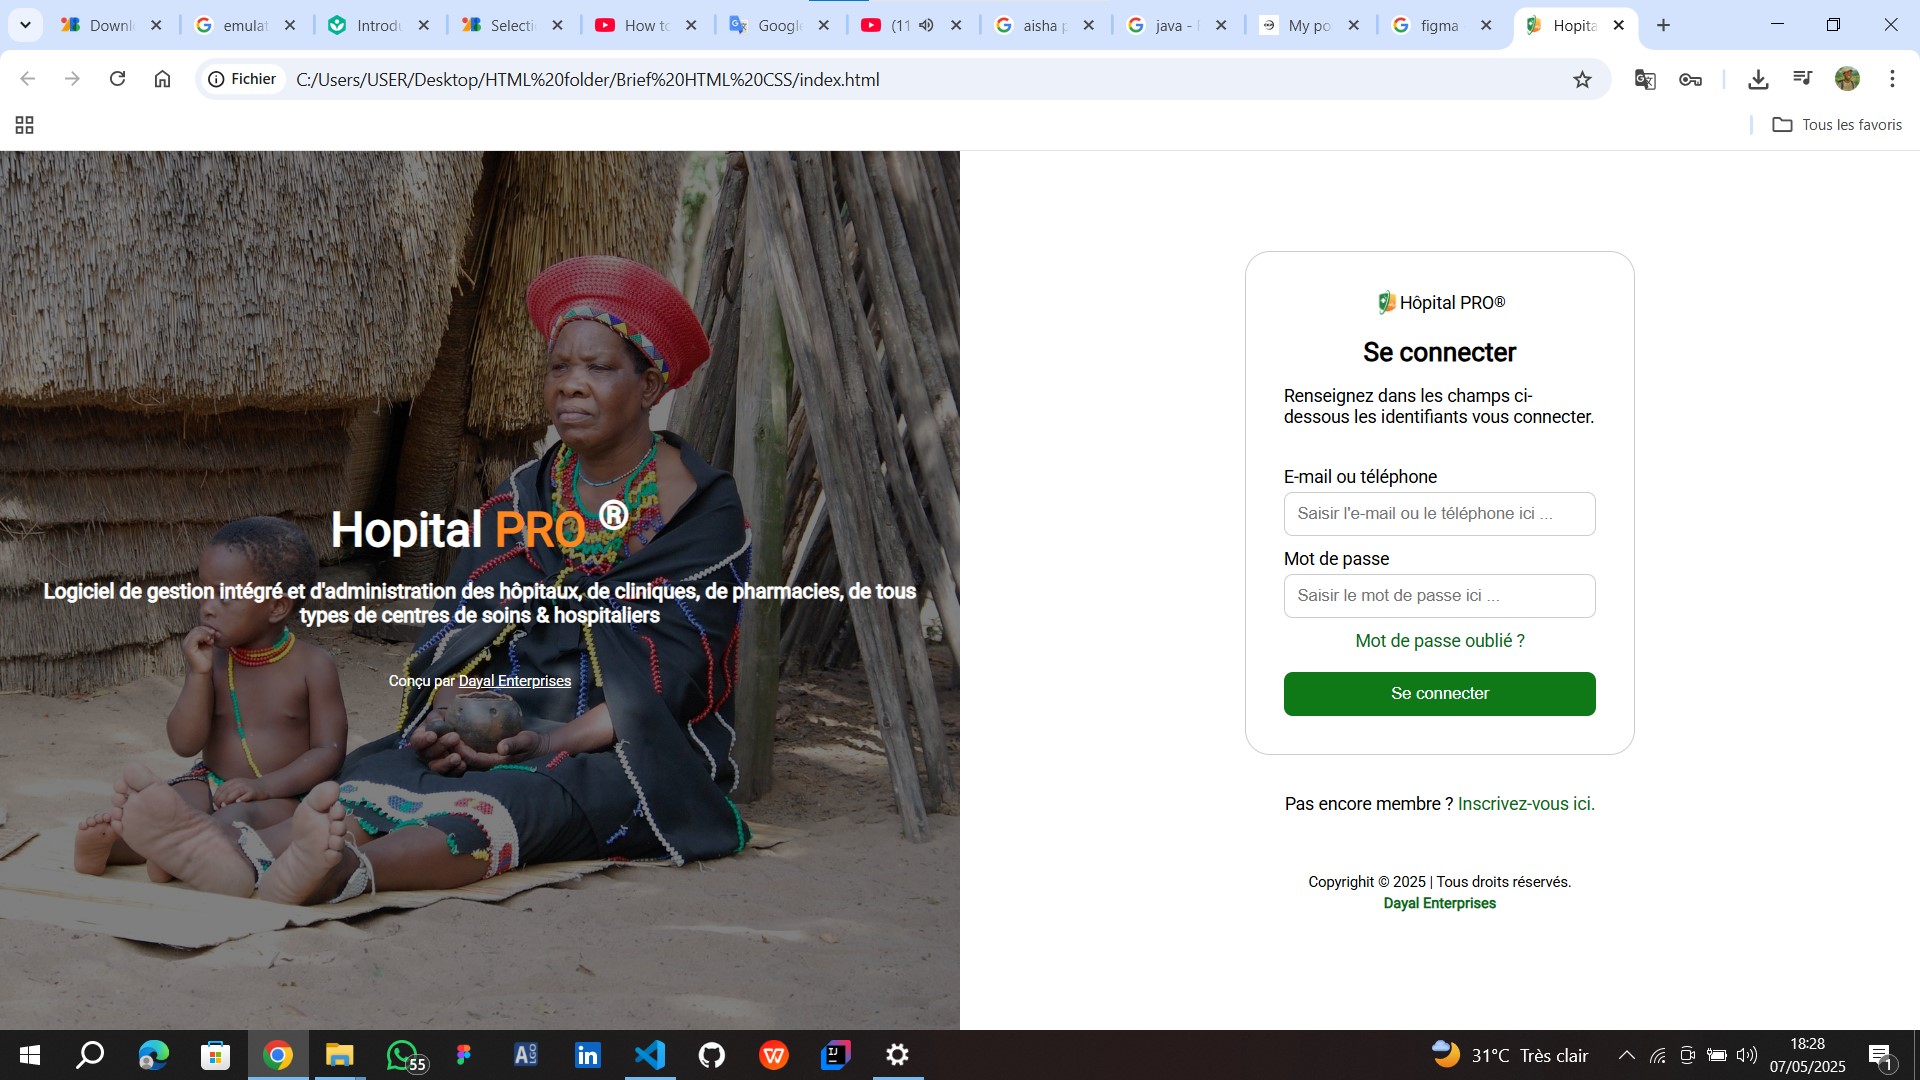 Downl
emulat
Introdu
Selecti
How to
Google
(11
aisha p
java - 
My po
figma
Hopita
Fichier
C:/Users/USER/Desktop/HTML%20folder/Brief%20HTML%20CSS/index.html
Tous les favoris
Hopital PRO ®
Logiciel de gestion intégré et d'administration des hôpitaux, de cliniques, de pharmacies, de tous
types de centres de soins & hospitaliers
Conçu par Dayal Enterprises
Hôpital PRO®
Se connecter
Renseignez dans les champs ci-
dessous les identifiants vous connecter.
E-mail ou téléphone
Saisir l'e-mail ou le téléphone ici ...
Mot de passe
Saisir le mot de passe ici ...
Mot de passe oublié ?
Se connecter
Pas encore membre ? Inscrivez-vous ici.
Copyrighit © 2025 | Tous droits réservés.
Dayal Enterprises
55
ALGO
31°C Très clair
18:28
07/05/2025
1